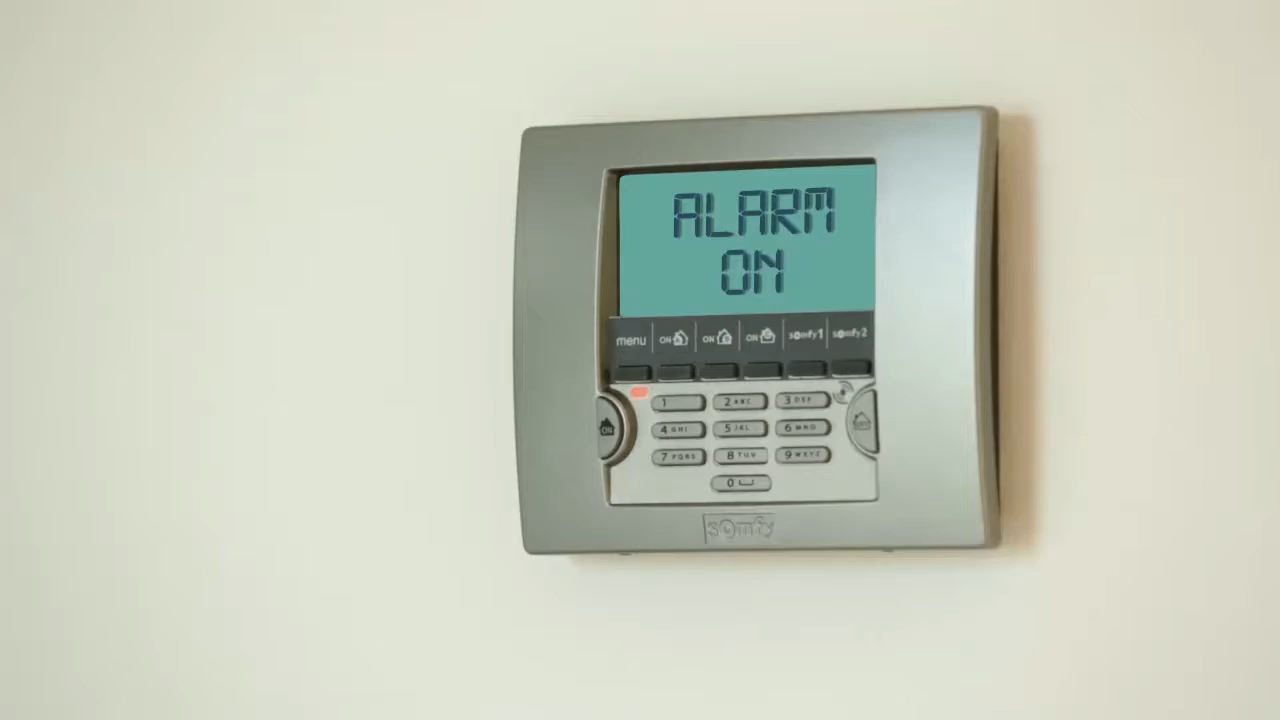 ALARM
ON
menu ON ON ON somfy1 somfy2
1 2 ABC 3 DEF
ON 4 GHI 5 JKL 6 MNO OFF
7 PQRS 8 TUV 9 WXYZ
0
somfy